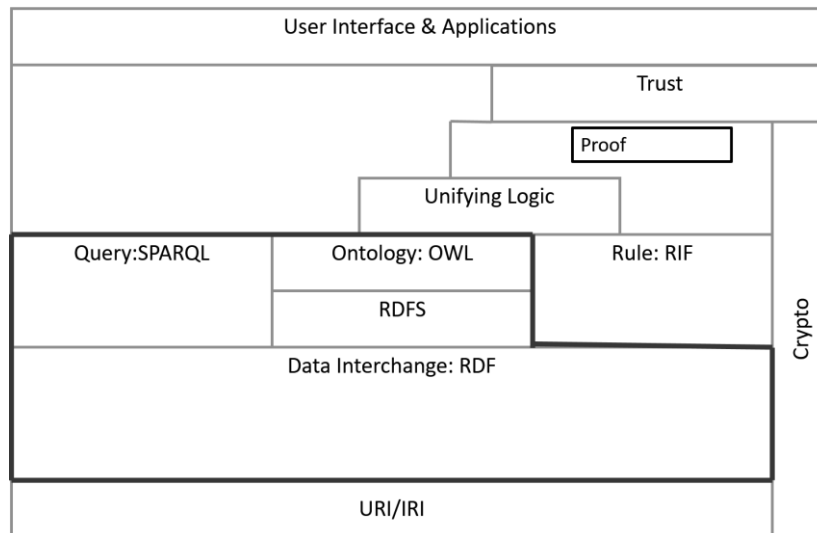 User Interface & Applications
Trust
Proof
Unifying Logic
Query:SPARQL
Ontology: OWL
Rule: RIF
RDFS
Crypto
Data Interchange: RDF
URI/IRI